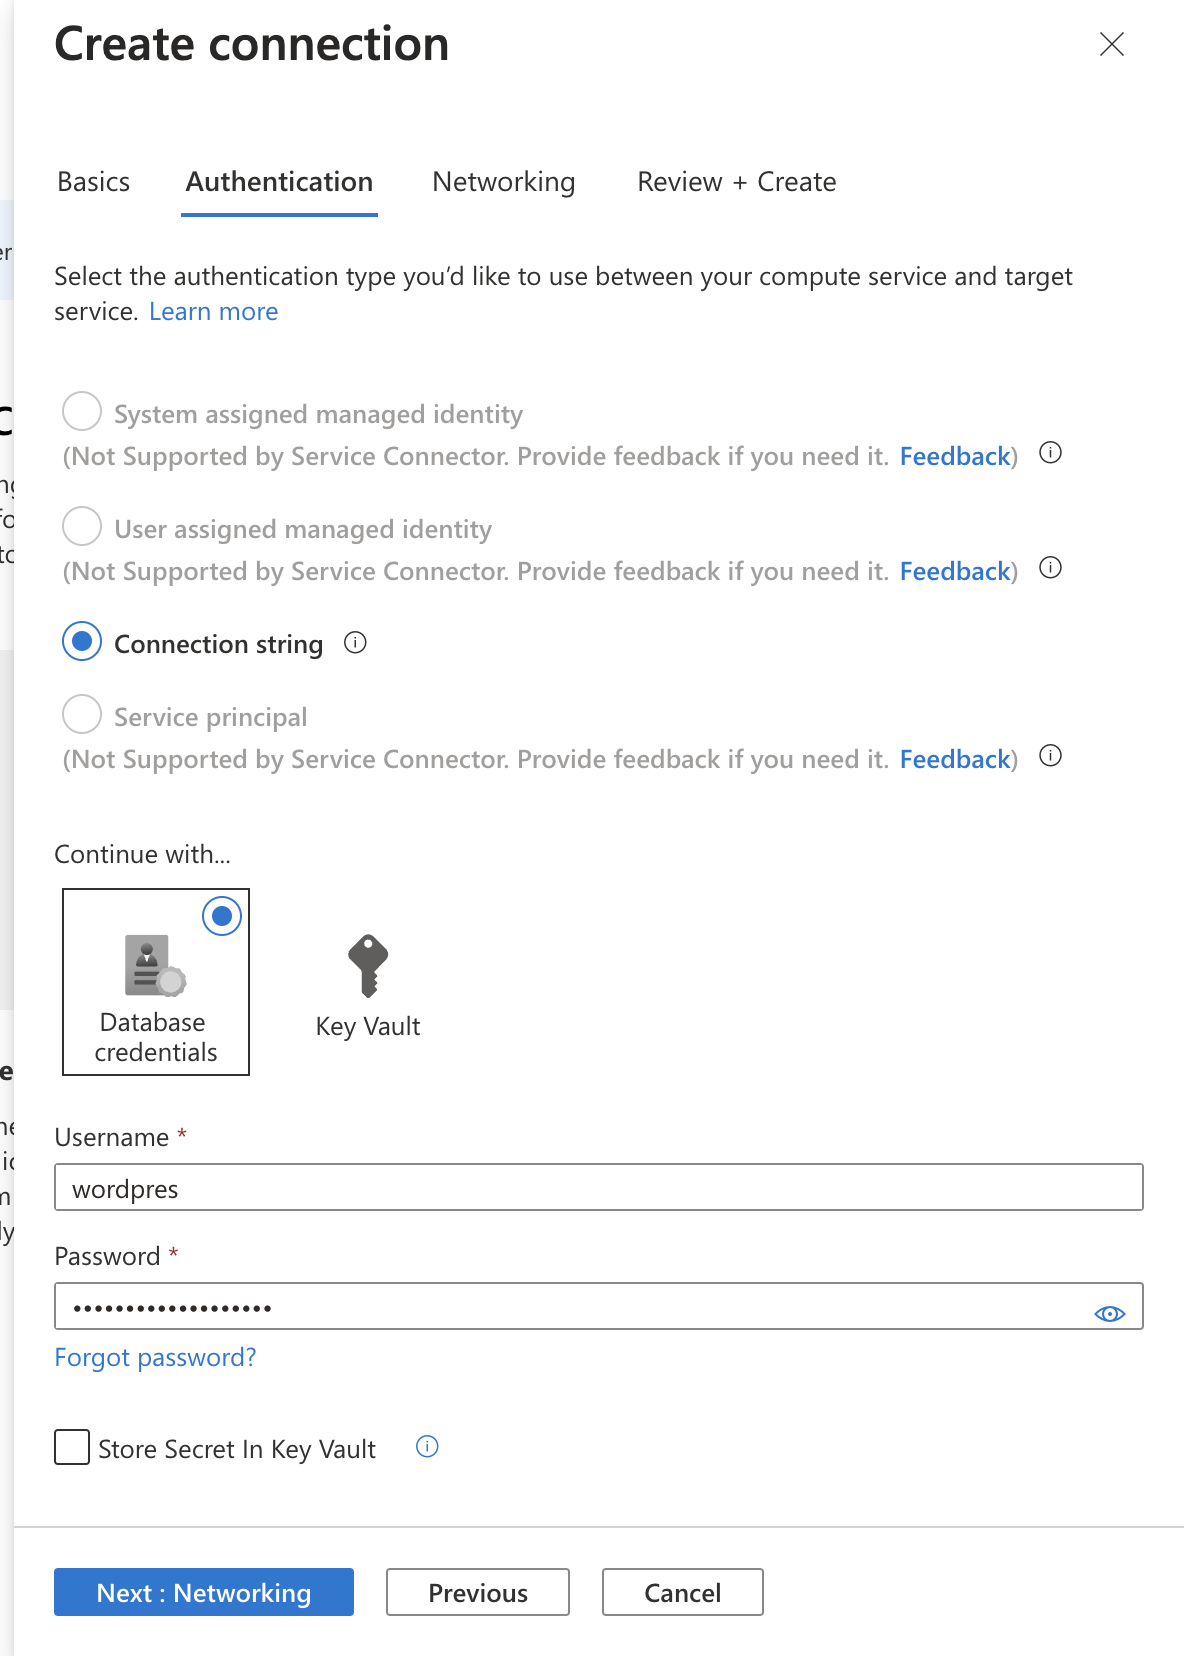 Create connection
Basics Authentication Networking Review + Create
Select the authentication type you’d like to use between your compute service and target
service. Learn more
System assigned managed identity
(Not Supported by Service Connector. Provide feedback if you need it. Feedback)
User assigned managed identity
(Not Supported by Service Connector. Provide feedback if you need it. Feedback)
Connection string
Service principal
(Not Supported by Service Connector. Provide feedback if you need it. Feedback)
Continue with...
Database
credentials
Key Vault
Username *
wordpres
Password *
•••••••••••••••••••
Forgot password?
Store Secret In Key Vault
Next : Networking Previous Cancel